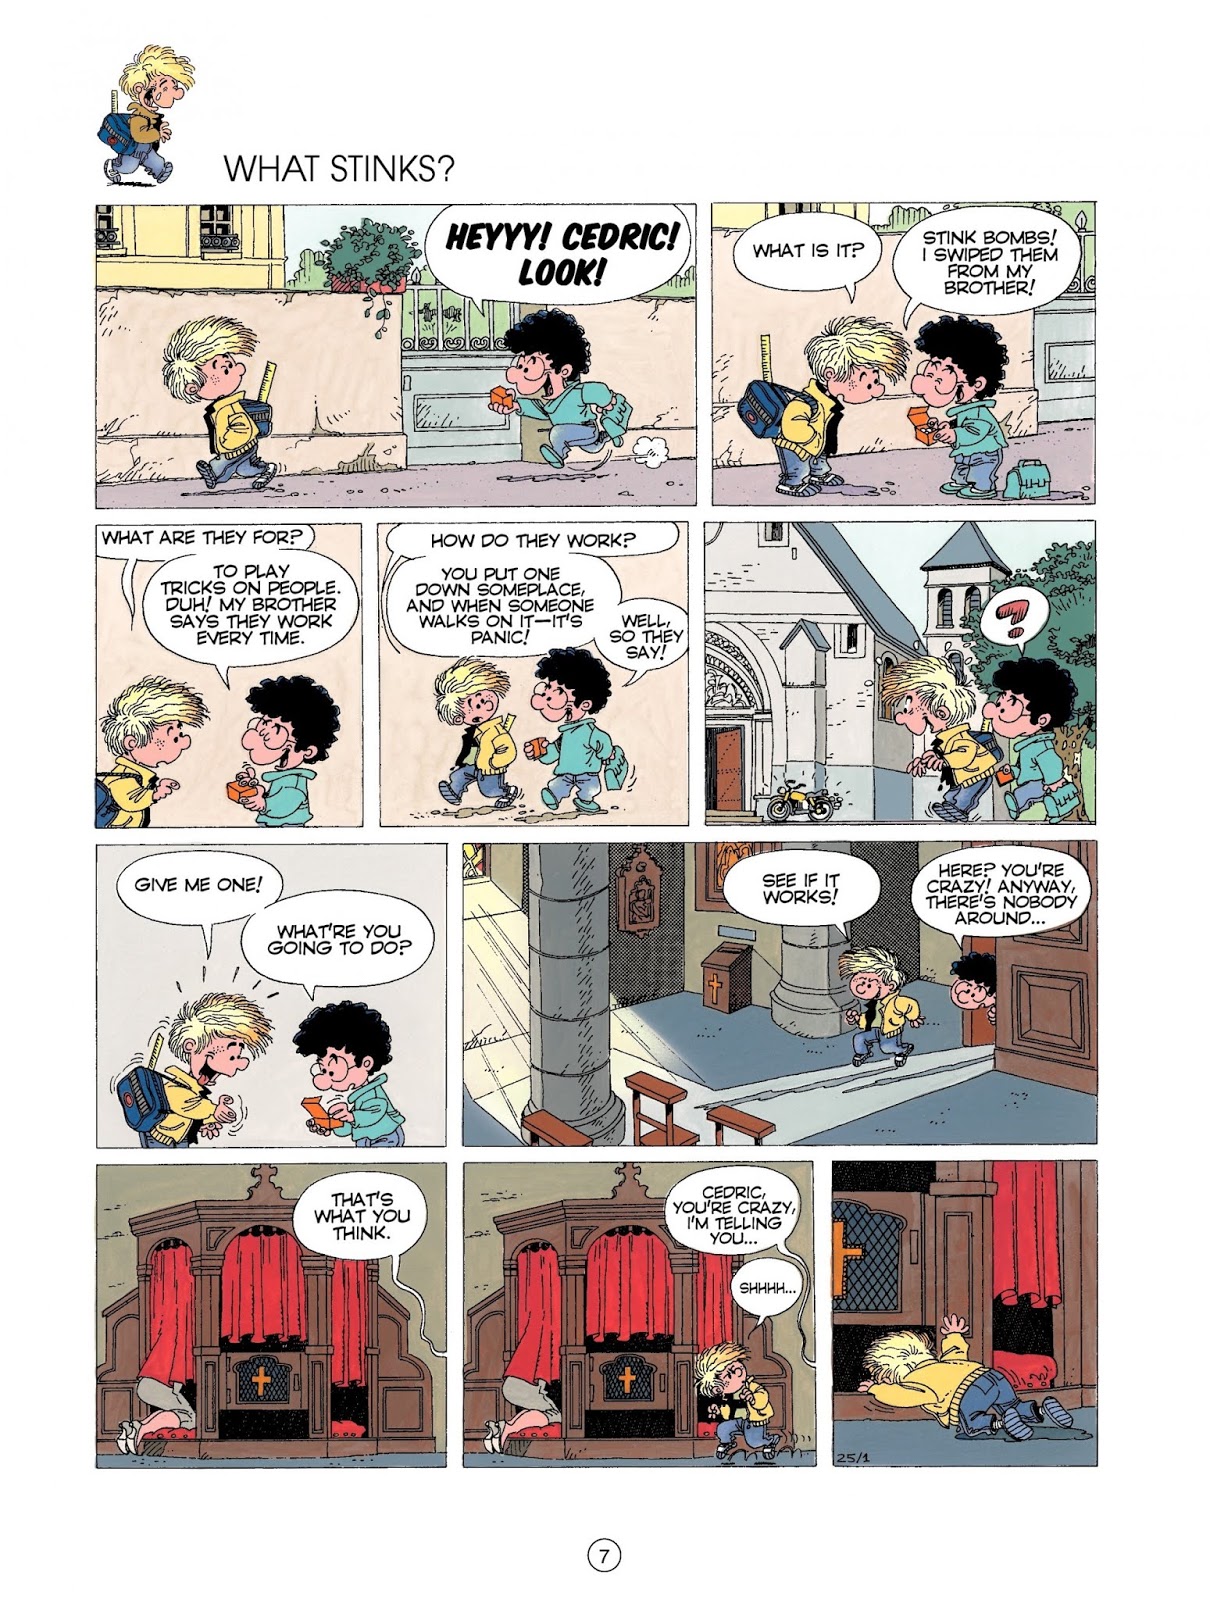 WHAT STINKS?
HEYYY! CEDRIC!
LOOK!
WHAT IS IT?
STINK BOMBS!
I SWIPED THEM
FROM MY
BROTHER!
WHAT ARE THEY FOR?
TO PLAY
TRICKS ON PEOPLE.
DUH! MY BROTHER
SAYS THEY WORK
EVERY TIME.
HOW DO THEY WORK?
YOU PUT ONE
DOWN SOMEPLACE,
AND WHEN SOMEONE
WALKS ON IT—IT'S
PANIC!
WELL,
SO THEY
SAY!
?
GIVE ME ONE!
WHAT'RE YOU
GOING TO DO?
SEE IF IT
WORKS!
HERE? YOU'RE
CRAZY! ANYWAY,
THERE'S NOBODY
AROUND...
THAT'S
WHAT YOU
THINK.
CEDRIC,
YOU'RE CRAZY,
I'M TELLING
YOU...
SHHHH...
25/1
7